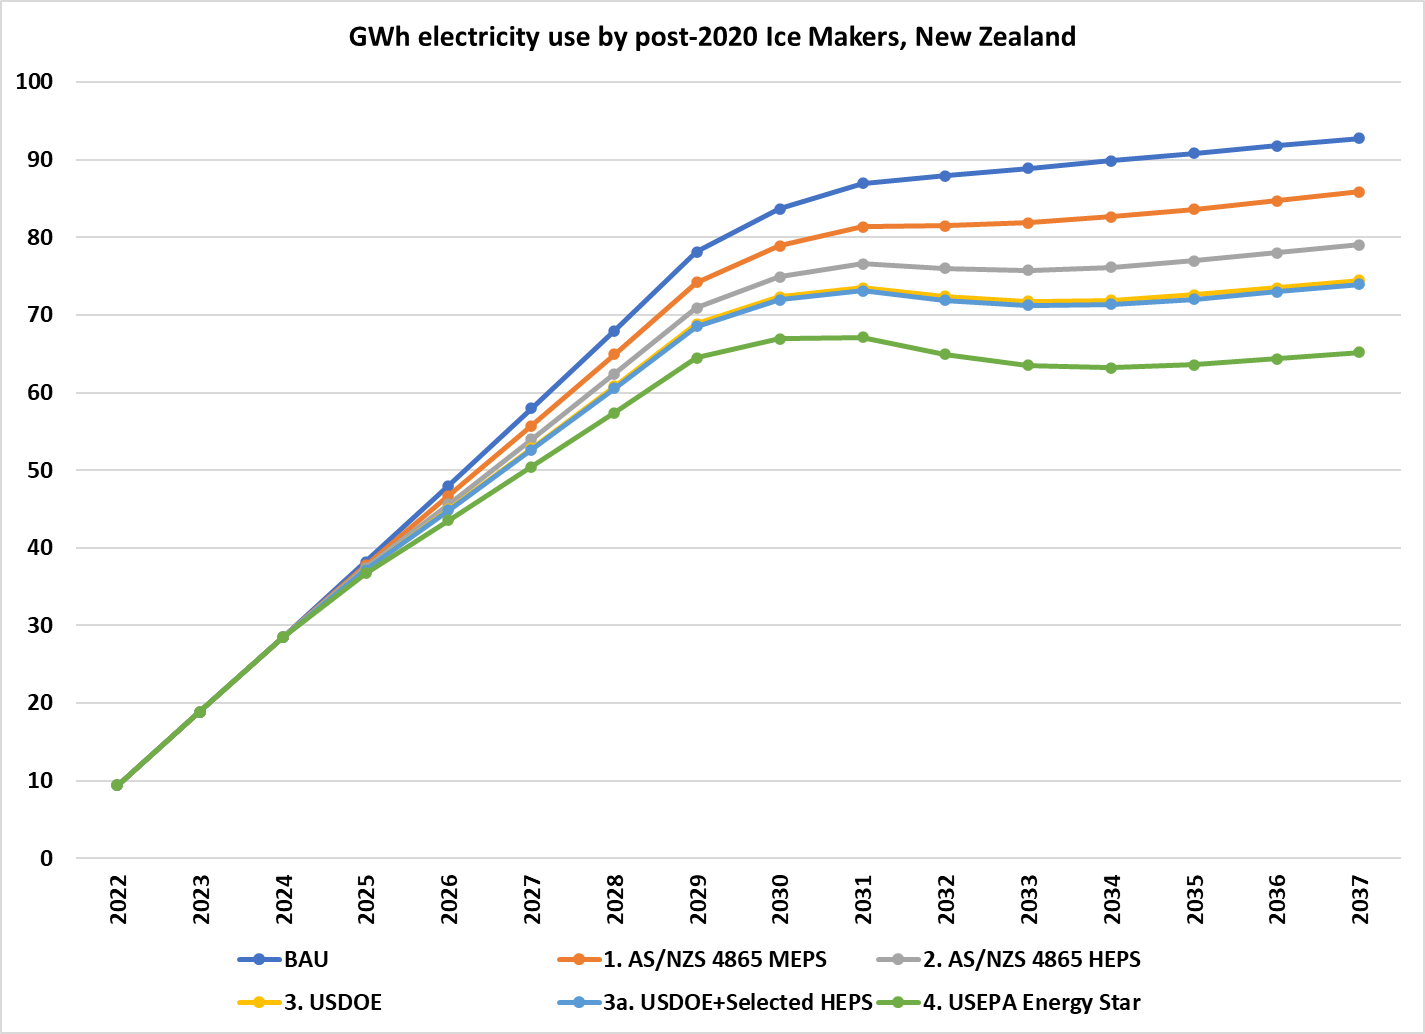 GWh electricity use by post-2020 Ice Makers, New Zealand
100
90
80
70
60
50
40
30
20
10
0
2022 2023 2024 2025 2026 2027 2028 2029 2030 2031 2032 2033 2034 2035 2036 2037
BAU 1. AS/NZS 4865 MEPS 2. AS/NZS 4865 HEPS
3. USDOE 3a. USDOE+Selected HEPS 4. USEPA Energy Star